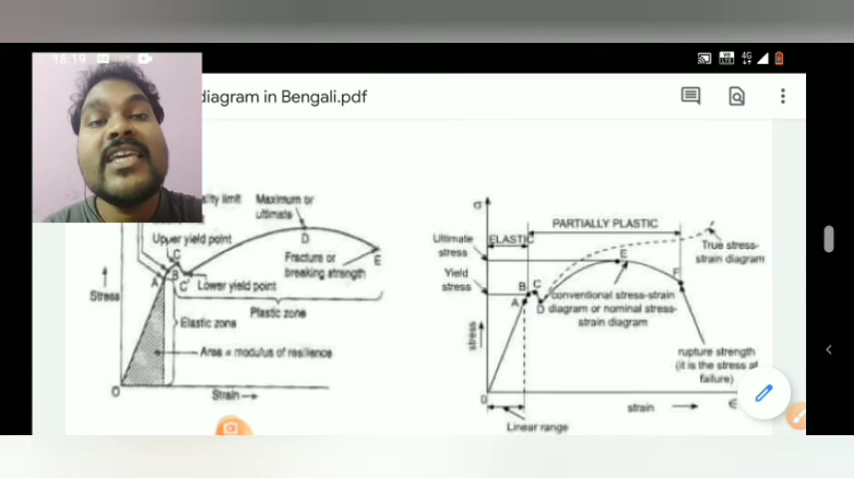 18:19
4G
diagram in Bengali.pdf
ality limit
Maximum or
ultimate
Upper yield point
C
D
B
A
C' Lower yield point
Fracture or
breaking strength
E
Stress
Plastic zone
Elastic zone
Area = modulus of resilience
O
Strain
σ
PARTIALLY PLASTIC
Ultimate
stress
ELASTIC
True stress-
strain diagram
E
Yield
stress
B C
F
A
D
conventional stress-strain
diagram or nominal stress-
strain diagram
stress
rupture strength
(it is the stress at
failure)
0
strain
ϵ
Linear range